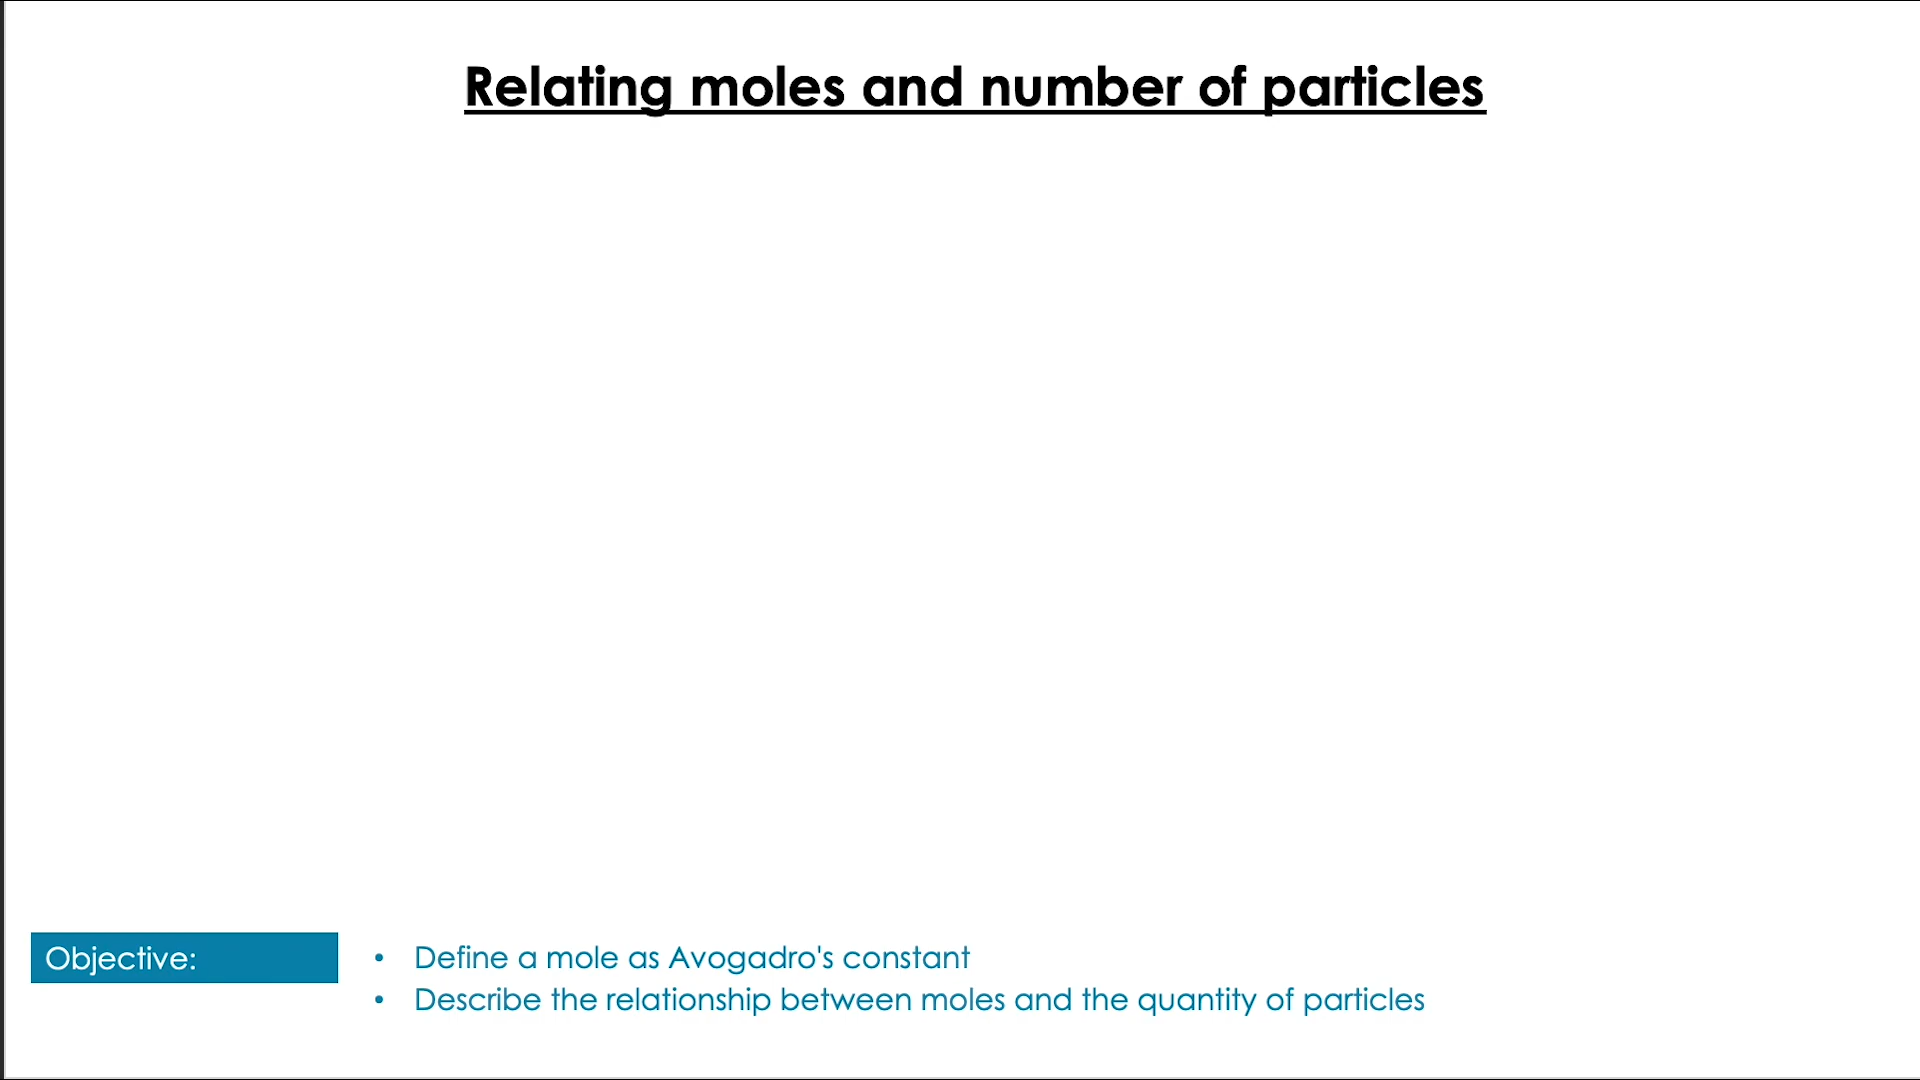 Relating moles and number of particles
Objective:
• Define a mole as Avogadro's constant
• Describe the relationship between moles and the quantity of particles